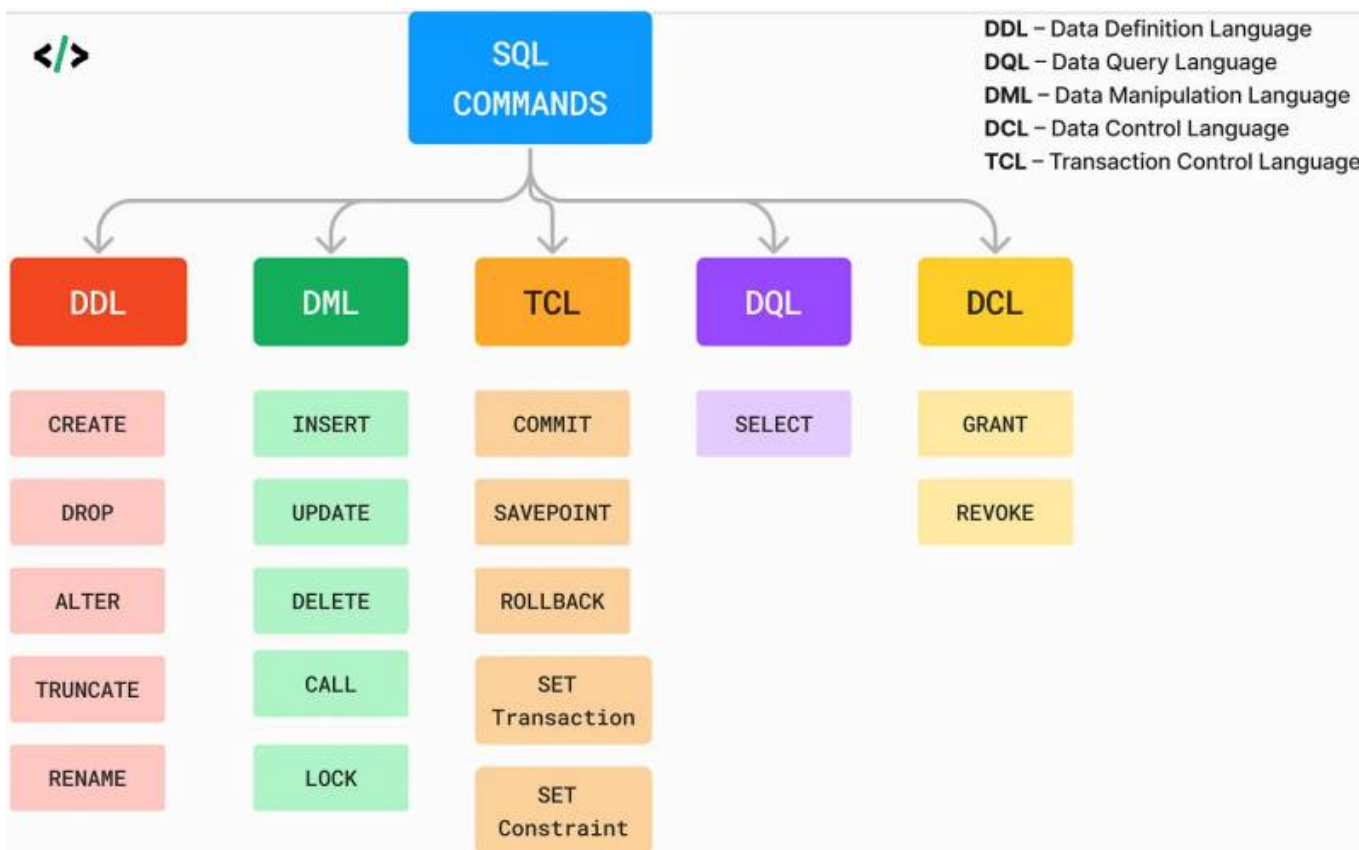 </>
SQL
COMMANDS
DDL – Data Definition Language
DQL – Data Query Language
DML – Data Manipulation Language
DCL – Data Control Language
TCL – Transaction Control Language
DDL
DML
TCL
DQL
DCL
CREATE
INSERT
COMMIT
SELECT
GRANT
DROP
UPDATE
SAVEPOINT
REVOKE
ALTER
DELETE
ROLLBACK
TRUNCATE
CALL
SET
Transaction
RENAME
LOCK
SET
Constraint